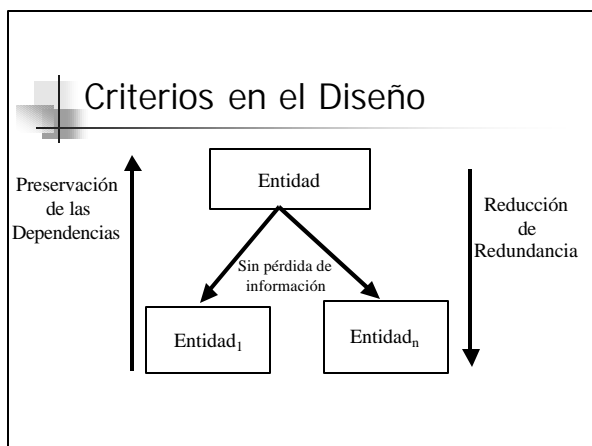 Criterios en el Diseño
Preservación
de las
Dependencias
Entidad
Reducción
de
Redundancia
Sin pérdida de
información
Entidad₁
Entidadₙ